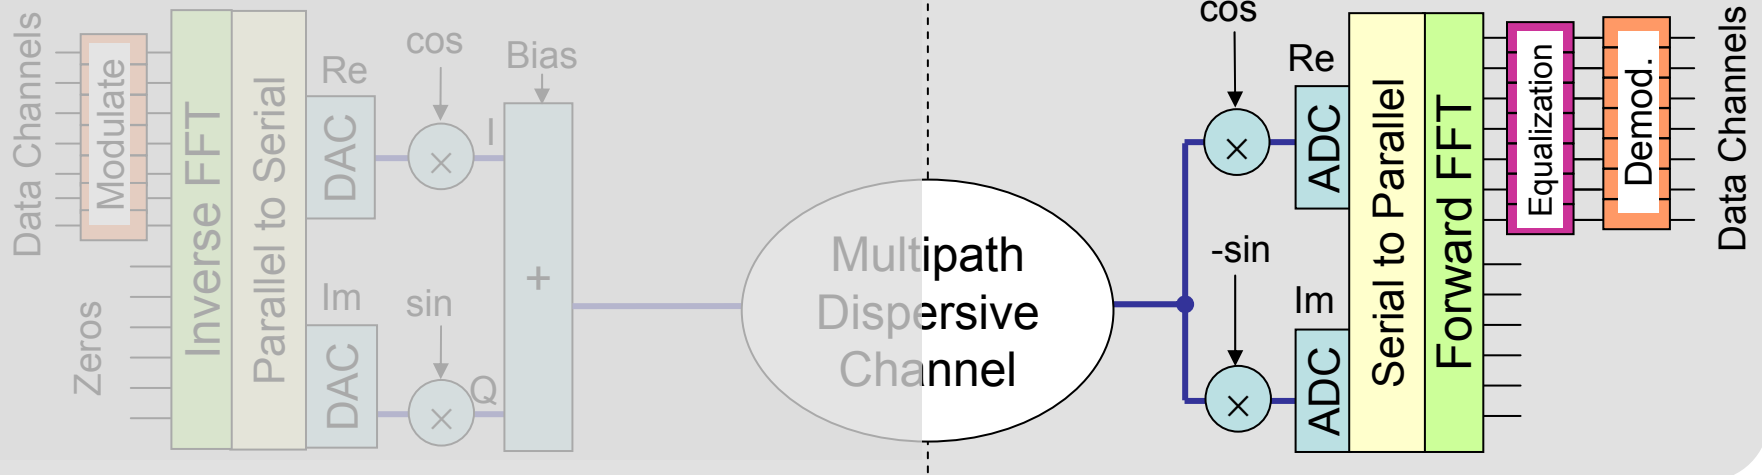 Data Channels
Modulate
Zeros
Inverse FFT
Parallel to Serial
Re
DAC
Im
DAC
cos
×
I
sin
×
Q
Bias
+
Multipath
Dispersive
Channel
cos
×
-sin
×
Re
ADC
Im
ADC
Serial to Parallel
Forward FFT
Equalization
Demod.
Data Channels